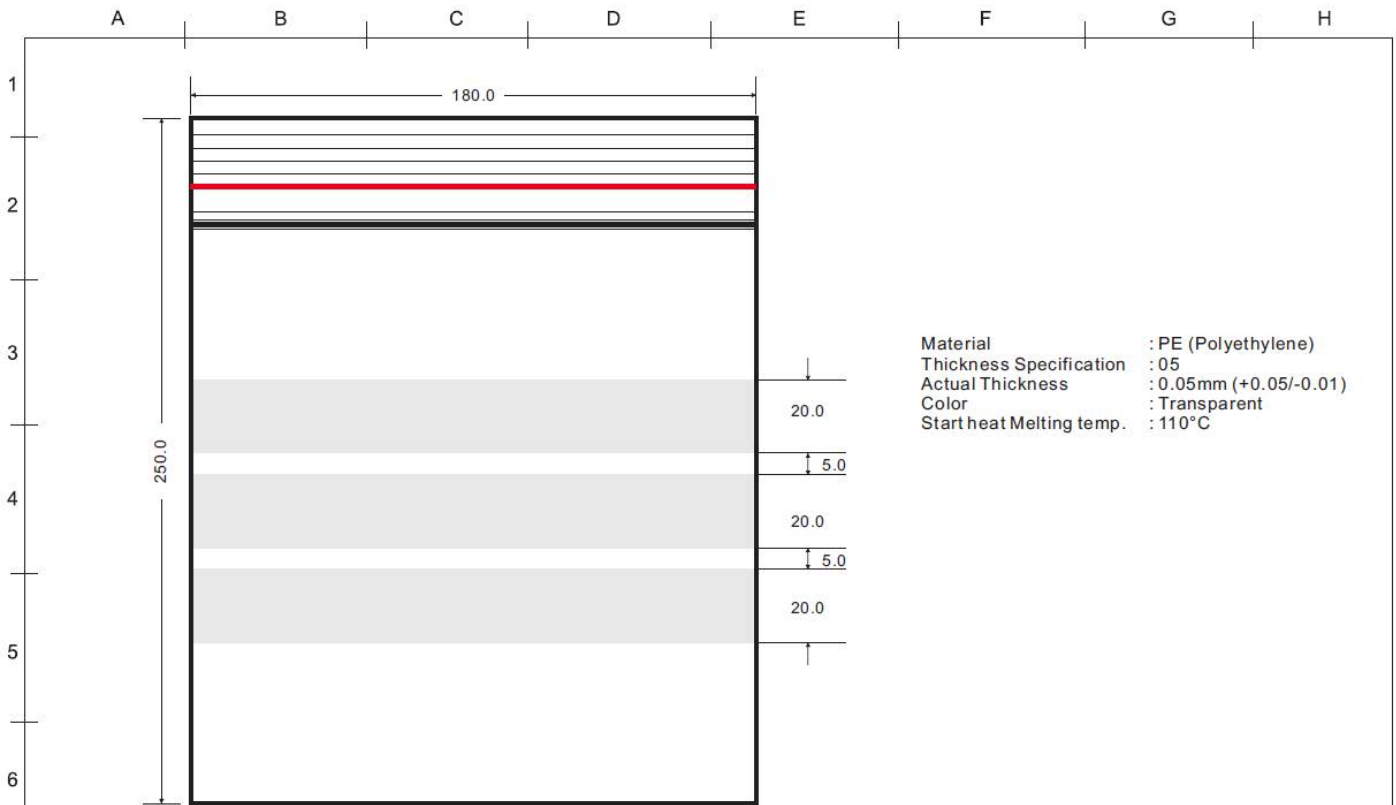 A B C D E F G H
1
180.0
2
3
Material : PE (Polyethylene)
Thickness Specification : 05
Actual Thickness : 0.05mm (+0.05/-0.01)
Color : Transparent
Start heat Melting temp. : 110°C
20.0
250.0
5.0
4
20.0
5.0
20.0
5
6